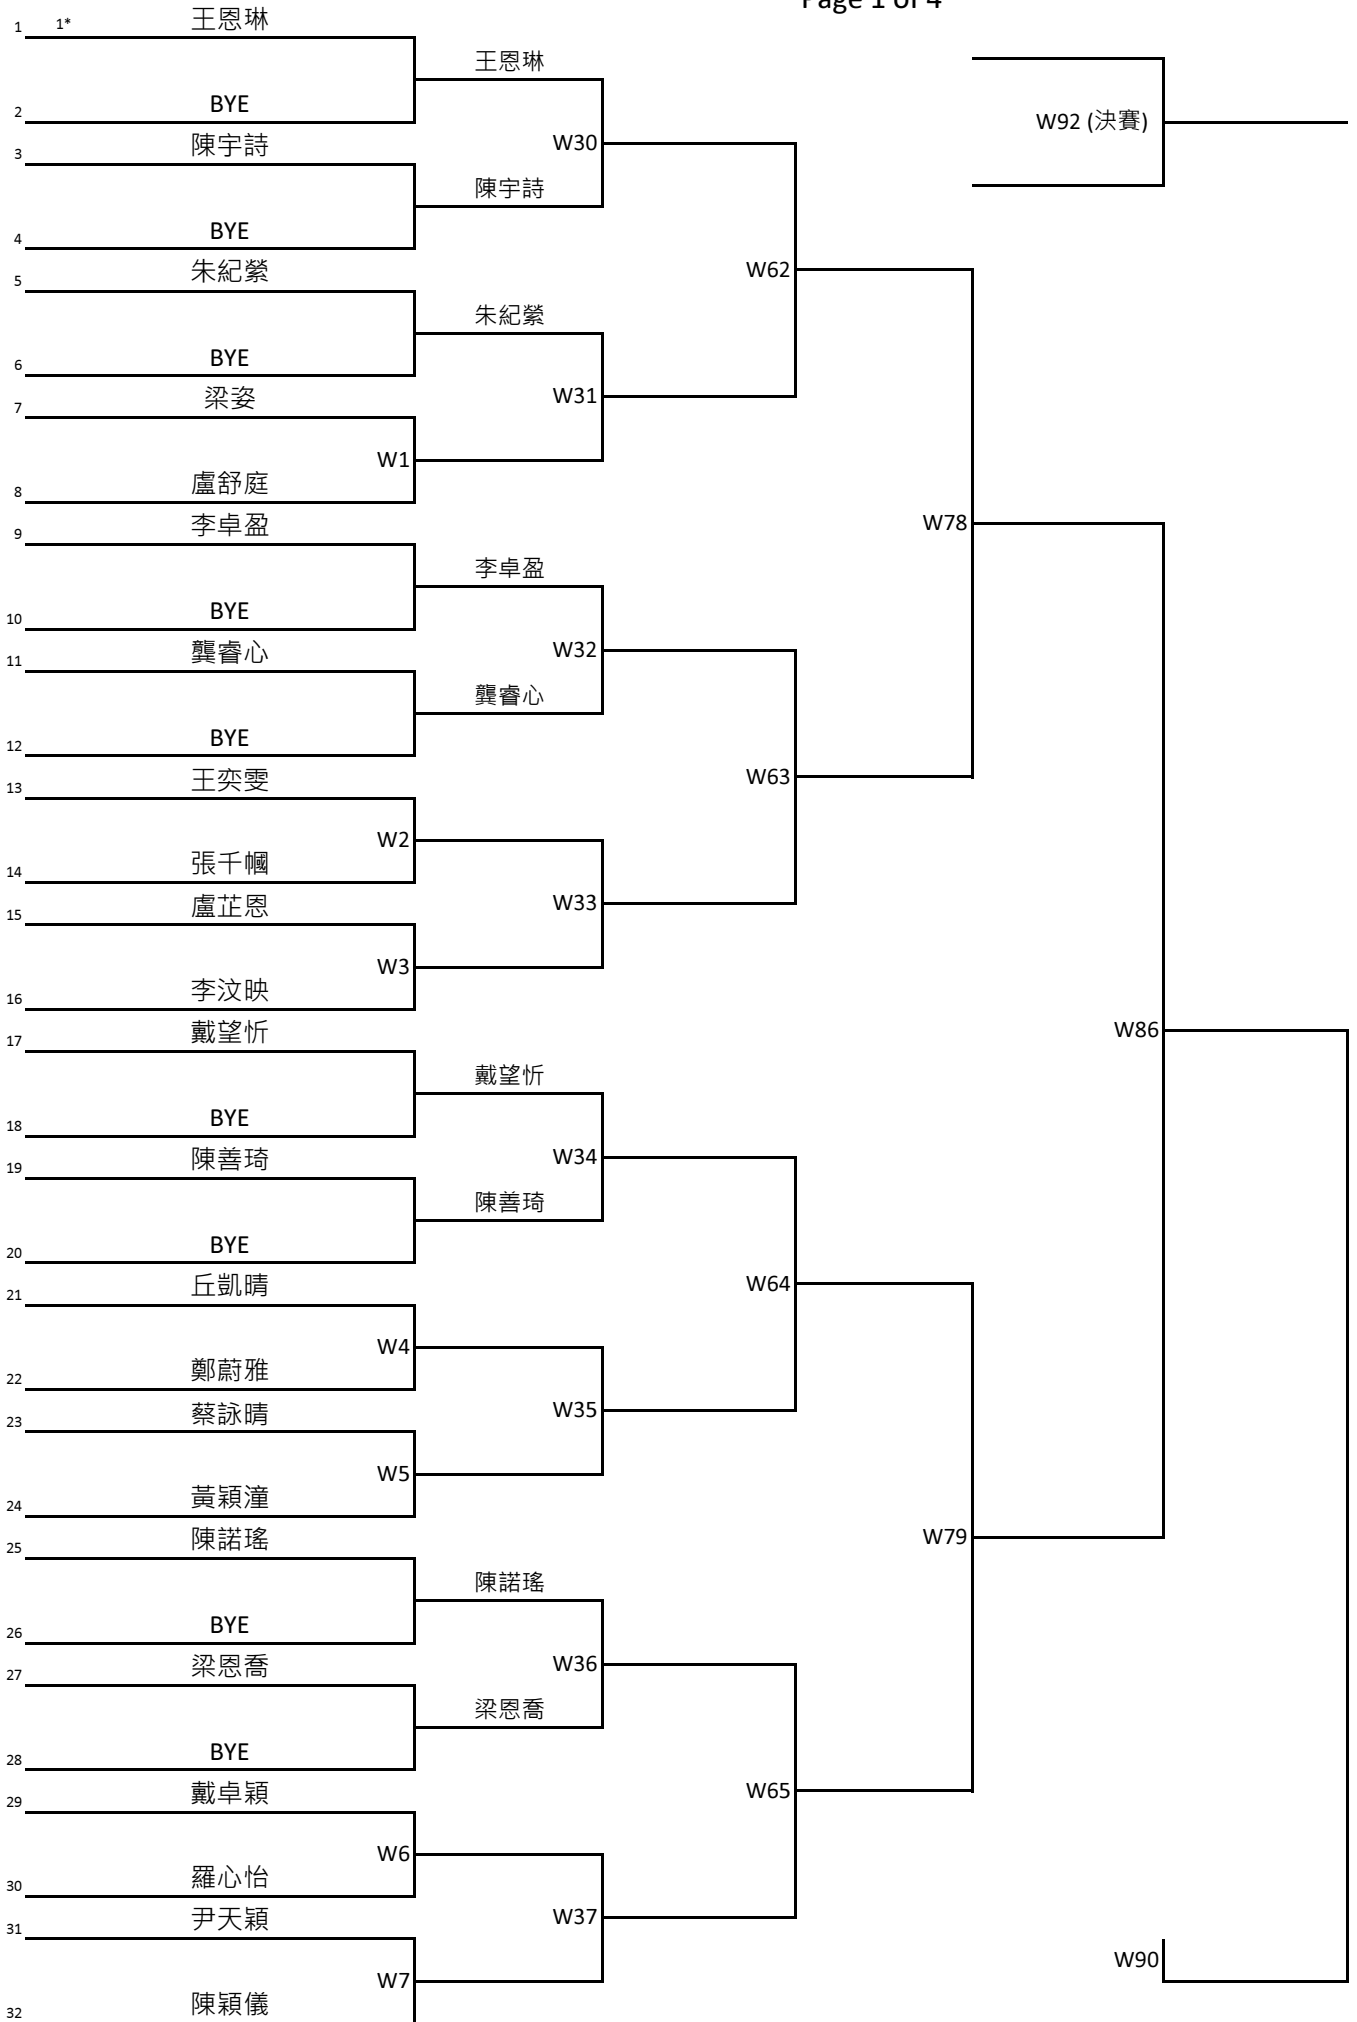 Page 1 of 4
1 1* 王恩琳
王恩琳
2 BYE
W92 (決賽)
3 陳宇詩
W30
陳宇詩
4 BYE
5 朱紀縈
W62
朱紀縈
6 BYE
7 梁姿
W31
W1
8 盧舒庭
9 李卓盈
W78
李卓盈
10 BYE
11 龔睿心
W32
龔睿心
12 BYE
13 王奕雯
W63
W2
14 張千幗
15 盧芷恩
W33
W3
16 李汶映
17 戴望忻
W86
戴望忻
18 BYE
19 陳善琦
W34
陳善琦
20 BYE
21 丘凱晴
W64
W4
22 鄭蔚雅
23 蔡詠晴
W35
W5
24 黃穎潼
25 陳諾瑤
W79
陳諾瑤
26 BYE
27 梁恩喬
W36
梁恩喬
28 BYE
29 戴卓穎
W65
W6
30 羅心怡
31 尹天穎
W37
W90
W7
32 陳穎儀